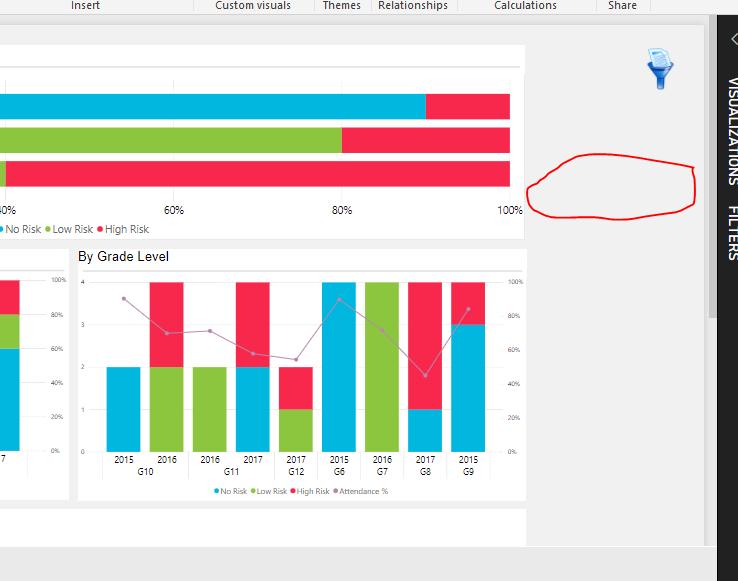 Insert Custom visuals Themes Relationships Calculations Share
VISUALIZATIONS
FILTERS
60% 80% 100%
No Risk Low Risk High Risk
By Grade Level
100%
80%
60%
40%
20%
0%
7
4
3
2
1
0
100%
80%
60%
40%
20%
0%
2015 2016 2016 2017 2017 2015 2016 2017 2015
G10 G11 G12 G6 G7 G8 G9
No Risk Low Risk High Risk Attendance %